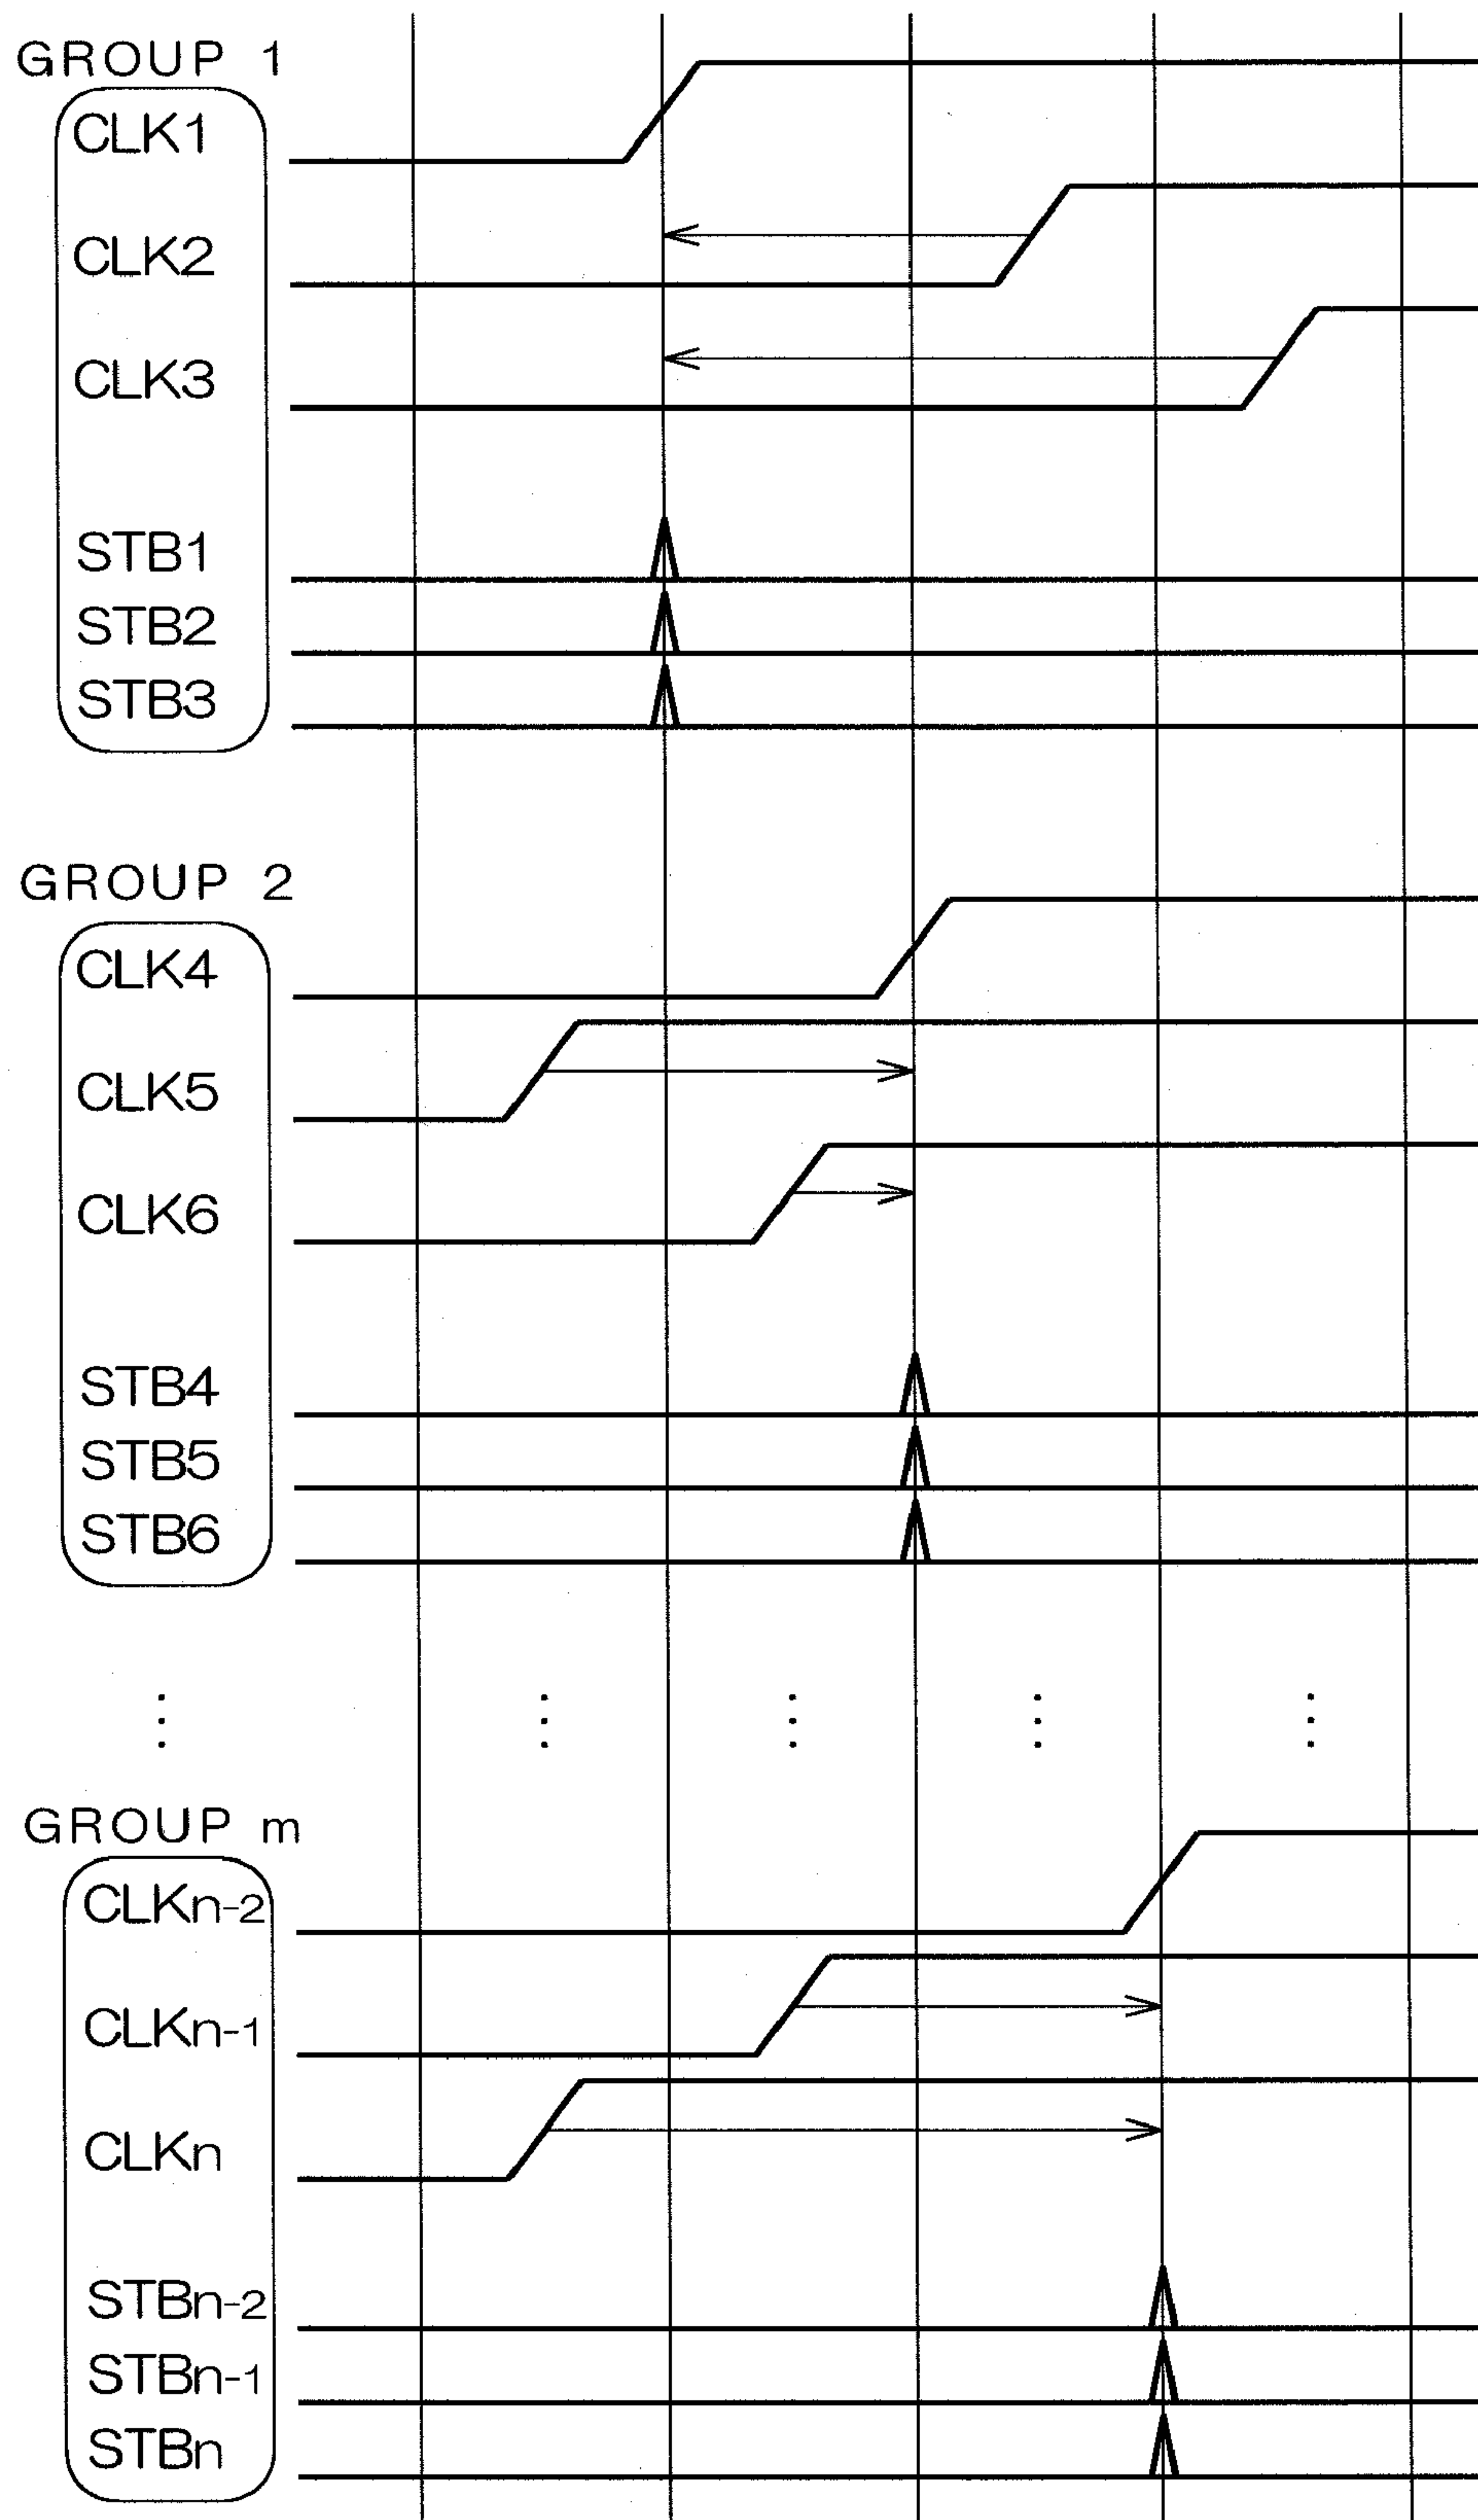 GROUP 1
CLK1
CLK2
CLK3
STB1
STB2
STB3
GROUP 2
CLK4
CLK5
CLK6
STB4
STB5
STB6
GROUP m
CLKn-2
CLKn-1
CLKn
STBn-2
STBn-1
STBn